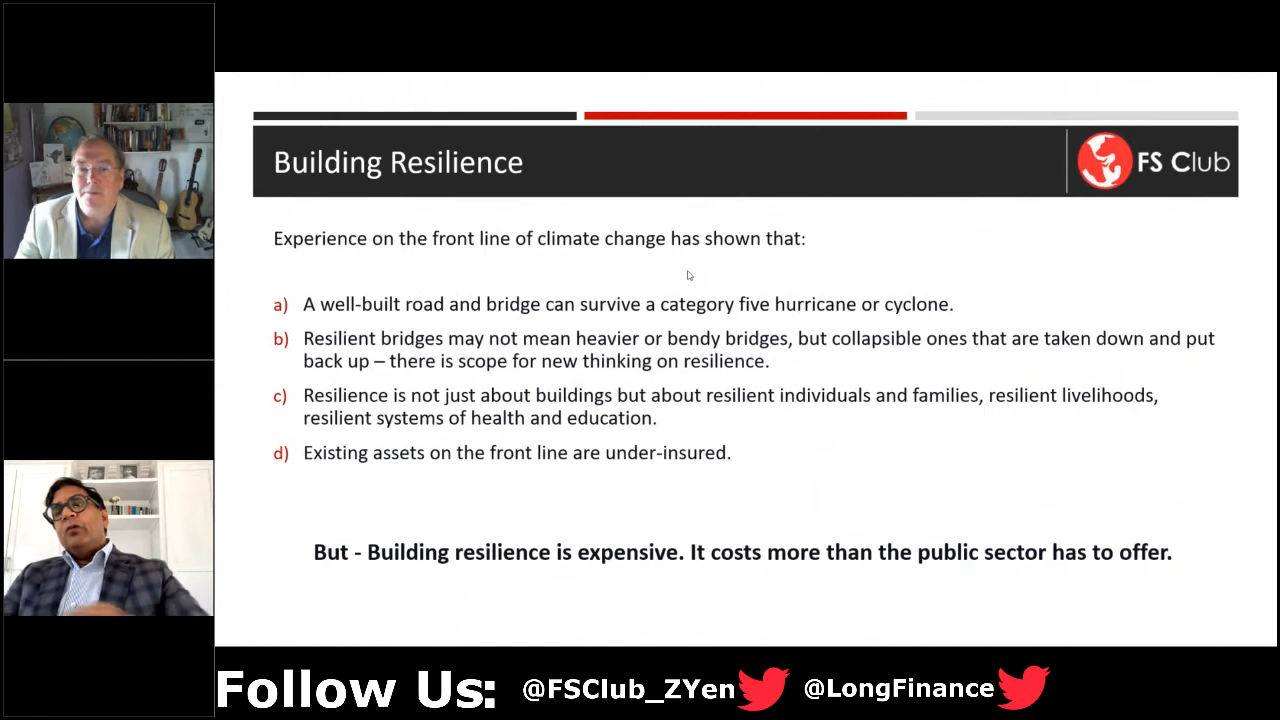 Building Resilience
FS Club
Experience on the front line of climate change has shown that:
a) A well-built road and bridge can survive a category five hurricane or cyclone.
b) Resilient bridges may not mean heavier or bendy bridges, but collapsible ones that are taken down and put
back up – there is scope for new thinking on resilience.
c) Resilience is not just about buildings but about resilient individuals and families, resilient livelihoods,
resilient systems of health and education.
d) Existing assets on the front line are under-insured.
But - Building resilience is expensive. It costs more than the public sector has to offer.
Follow Us: @FSClub_ZYen @LongFinance